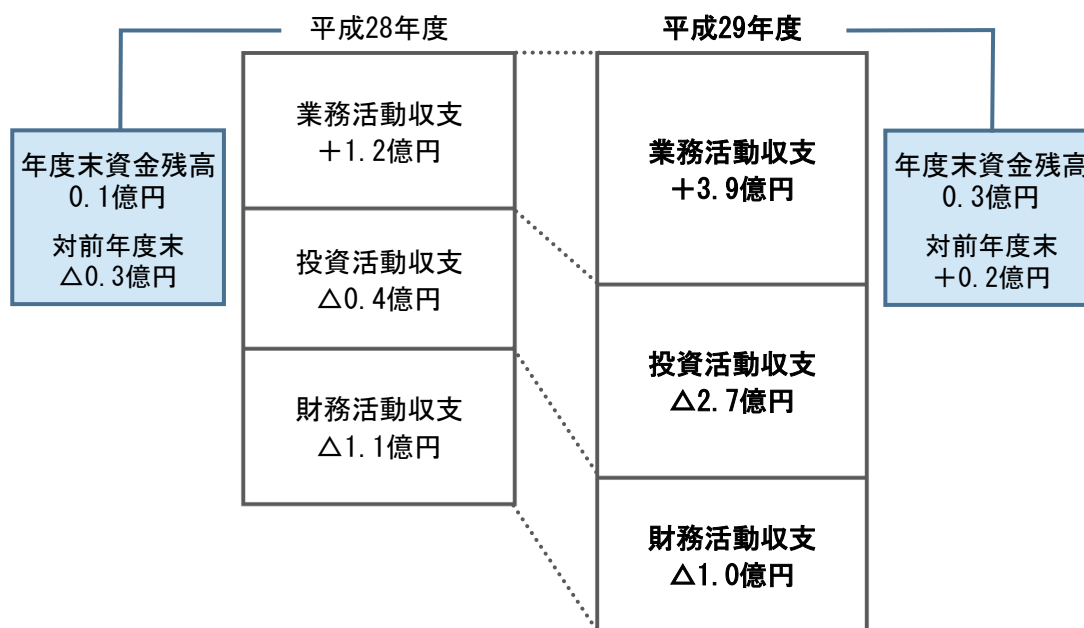 平成28年度
平成29年度
年度末資金残高
0.1億円
対前年度末
△0.3億円
業務活動収支
+1.2億円
投資活動収支
△0.4億円
財務活動収支
△1.1億円
業務活動収支
+3.9億円
投資活動収支
△2.7億円
財務活動収支
△1.0億円
年度末資金残高
0.3億円
対前年度末
+0.2億円